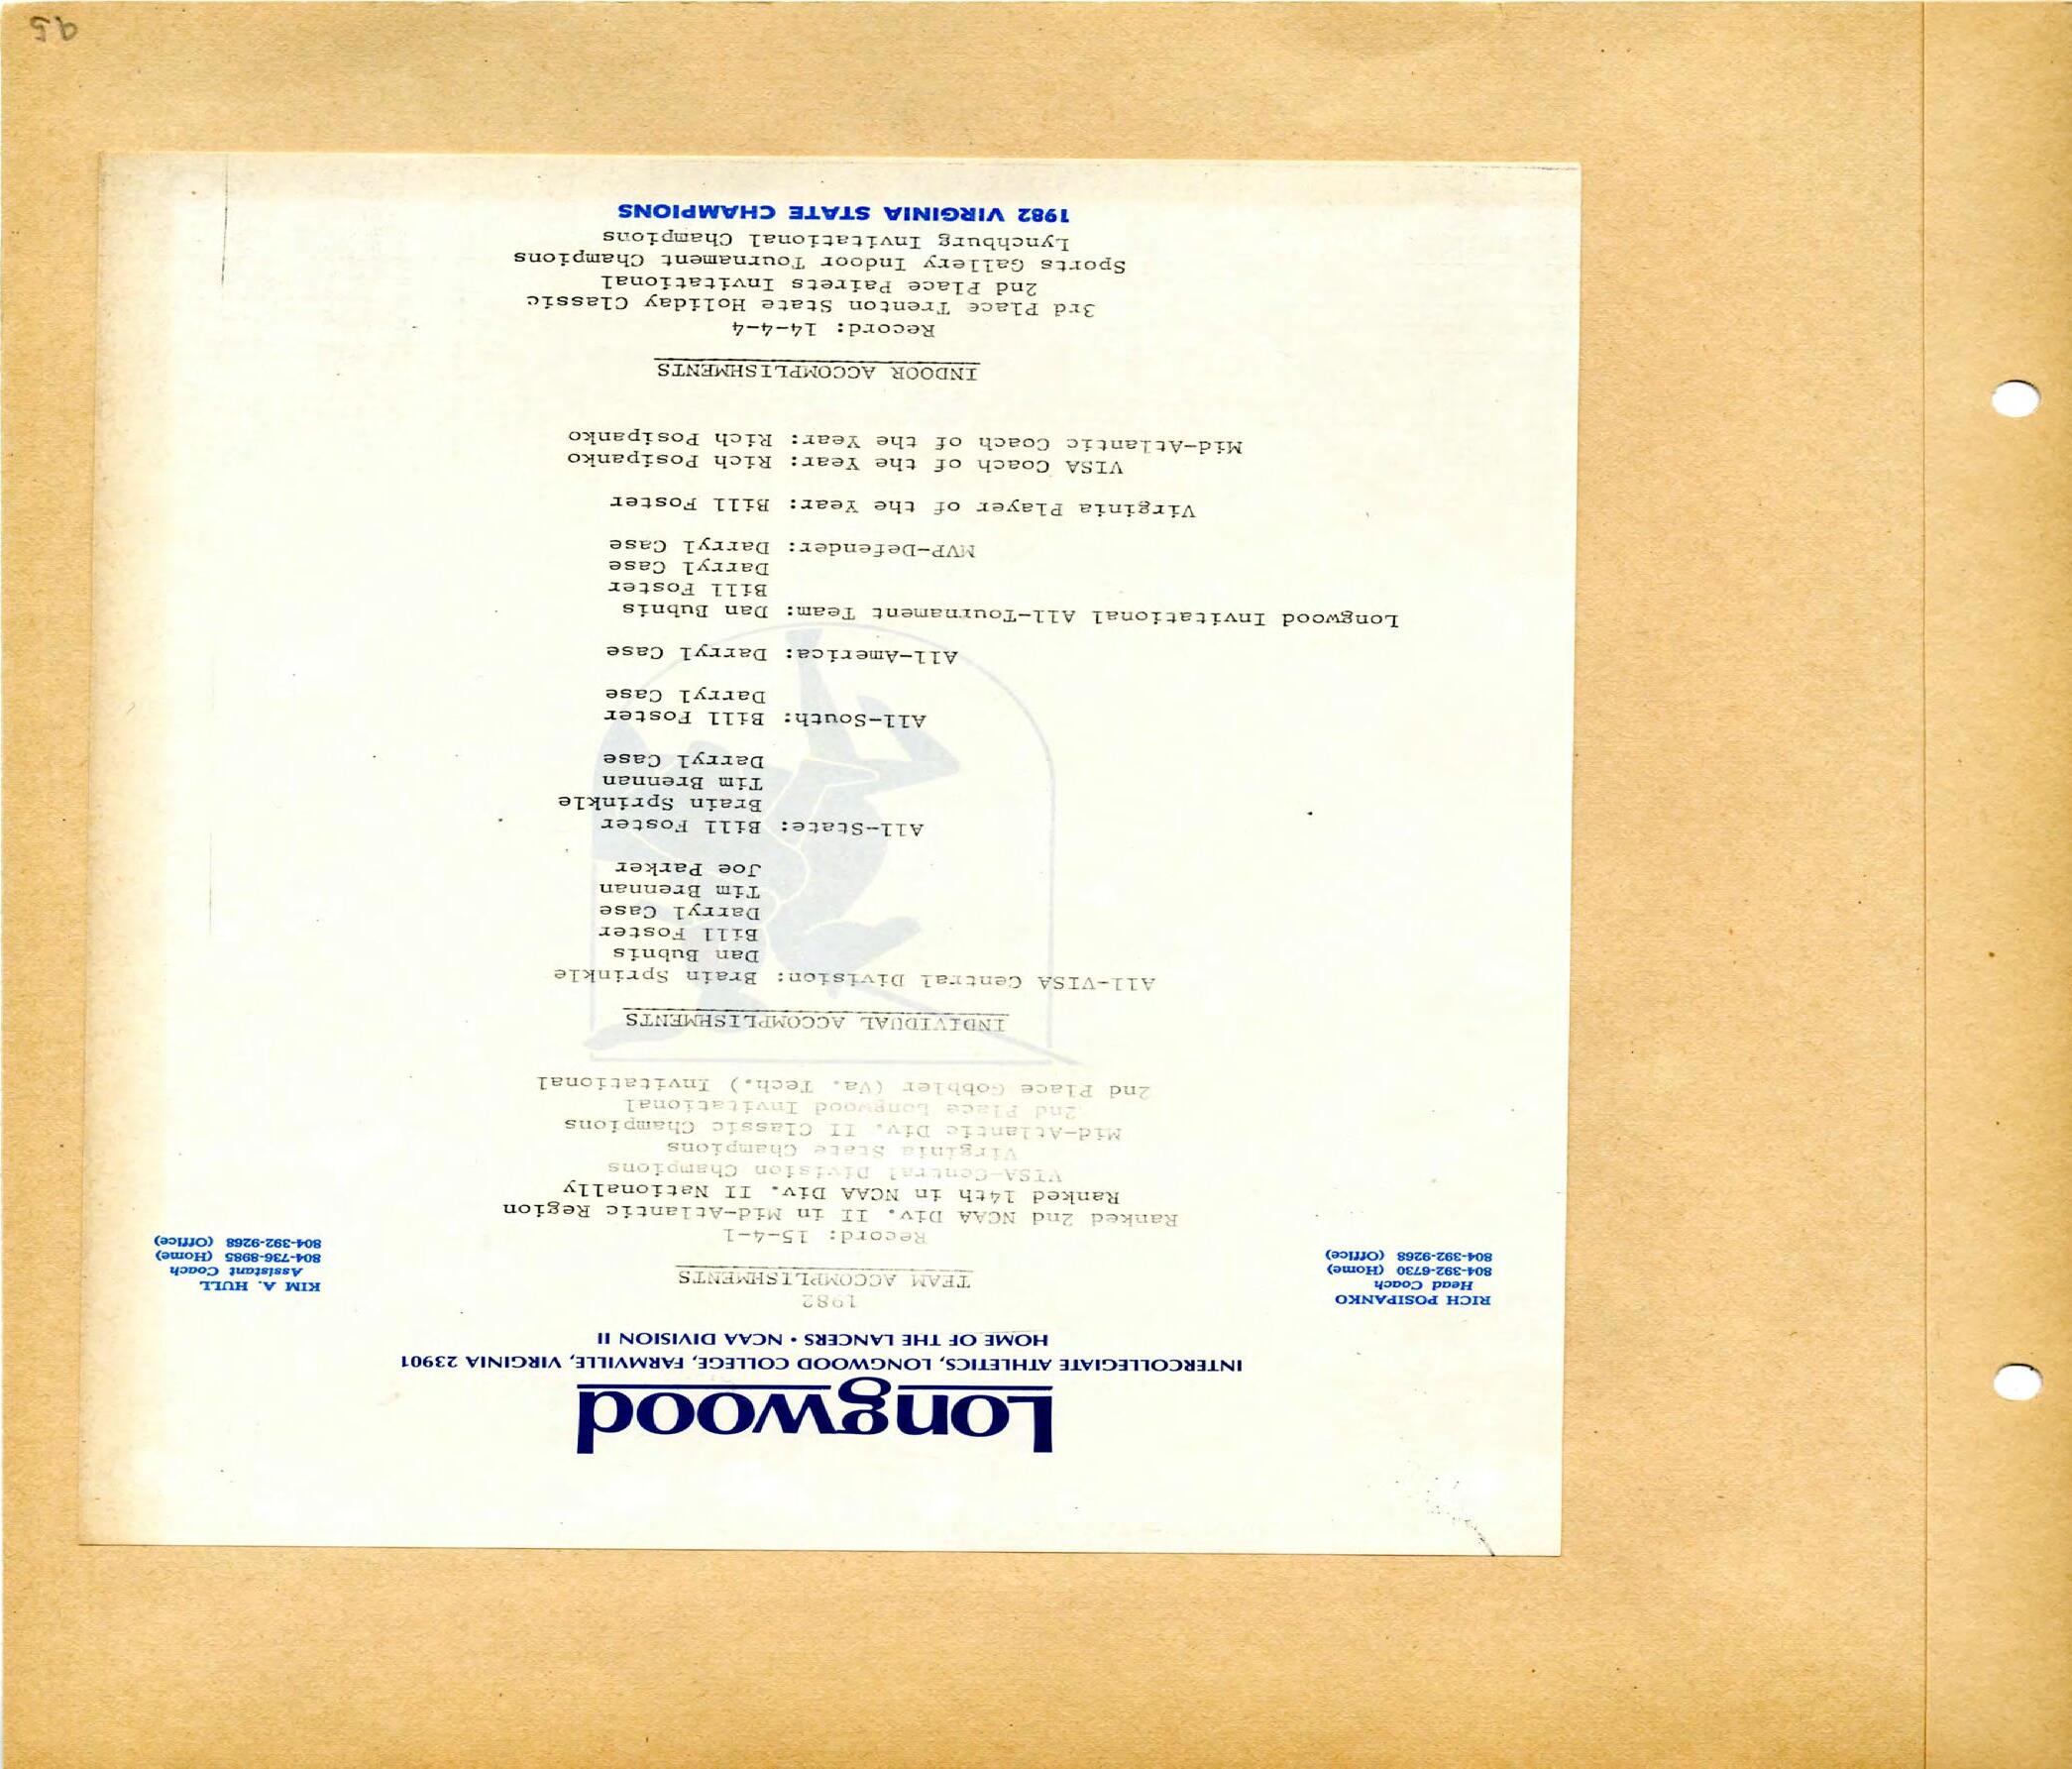 Longwood
INTERCOLLEGIATE ATHLETICS, LONGWOOD COLLEGE, FARMVILLE, VIRGINIA 23901
HOME OF THE LANCERS • NCAA DIVISION II
RICH POSIPANKO
Head Coach
804-392-6730 (Home)
804-392-9268 (Office)
KIM A. HULL
Assistant Coach
804-736-8985 (Home)
804-392-9268 (Office)
1982
TEAM ACCOMPLISHMENTS
Record: 15-4-1
Ranked 2nd NCAA Div. II in Mid-Atlantic Region
Ranked 14th in NCAA Div. II Nationally
VISA-Central Division Champions
Virginia State Champions
Mid-Atlantic Div. II Classic Champions
2nd Place Longwood Invitational
2nd Place Gobbler (Va. Tech.) Invitational
INDIVIDUAL ACCOMPLISHMENTS
All-VISA Central Division: Brain Sprinkle
Dan Bubnis
Bill Foster
Darryl Case
Tim Brennan
Joe Parker
All-State: Bill Foster
Brain Sprinkle
Tim Brennan
Darryl Case
All-South: Bill Foster
Darryl Case
All-America: Darryl Case
Longwood Invitational All-Tournament Team: Dan Bubnis
Bill Foster
Darryl Case
MVP-Defender: Darryl Case
Virginia Player of the Year: Bill Foster
VISA Coach of the Year: Rich Posipanko
Mid-Atlantic Coach of the Year: Rich Posipanko
INDOOR ACCOMPLISHMENTS
Record: 14-4-4
3rd Place Trenton State Holiday Classic
2nd Place Pairets Invitational
Sports Gallery Indoor Tournament Champions
Lynchburg Invitational Champions
1982 VIRGINIA STATE CHAMPIONS
95